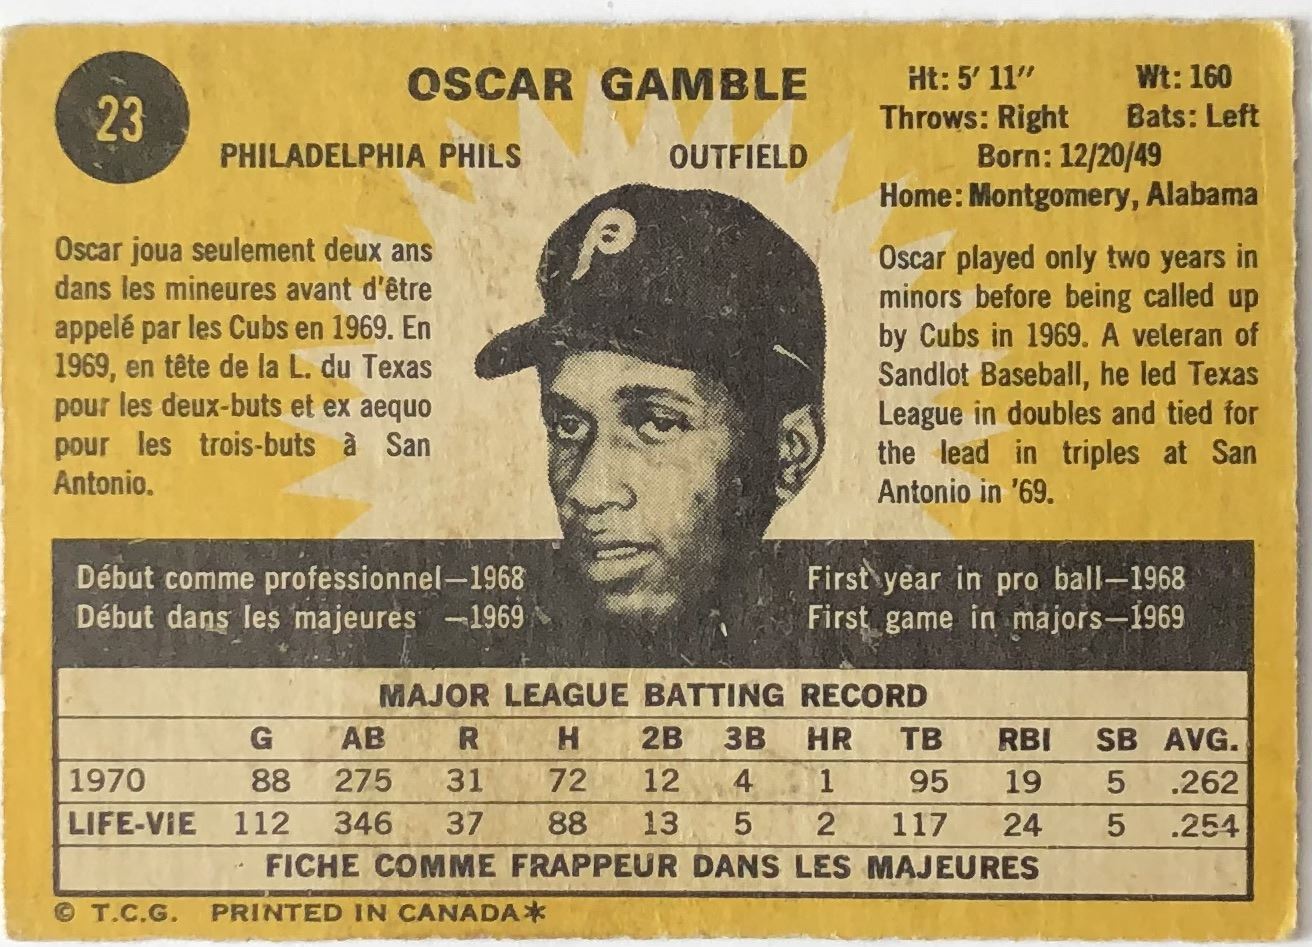 23
OSCAR GAMBLE
PHILADELPHIA PHILS OUTFIELD
Ht: 5' 11" Wt: 160
Throws: Right Bats: Left
Born: 12/20/49
Home: Montgomery, Alabama
Oscar joua seulement deux ans
dans les mineures avant d'être
appelé par les Cubs en 1969. En
1969, en tête de la L. du Texas
pour les deux-buts et ex aequo
pour les trois-buts à San
Antonio.
P
Oscar played only two years in
minors before being called up
by Cubs in 1969. A veteran of
Sandlot Baseball, he led Texas
League in doubles and tied for
the lead in triples at San
Antonio in '69.
Début comme professionnel—1968
Début dans les majeures —1969
First year in pro ball—1968
First game in majors—1969
MAJOR LEAGUE BATTING RECORD
G AB R H 2B 3B HR TB RBI SB AVG.
1970 88 275 31 72 12 4 1 95 19 5 .262
LIFE-VIE 112 346 37 88 13 5 2 117 24 5 .254
FICHE COMME FRAPPEUR DANS LES MAJEURES
© T.C.G. PRINTED IN CANADA*